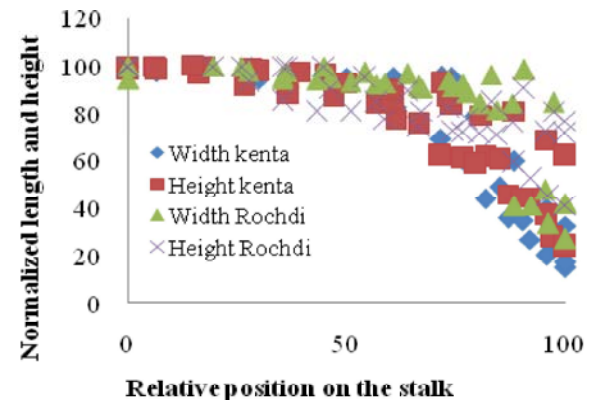 Normalized length and height
120
100
80
60
40
20
0
Width kenta
Height kenta
Width Rochdi
Height Rochdi
0 50 100
Relative position on the stalk